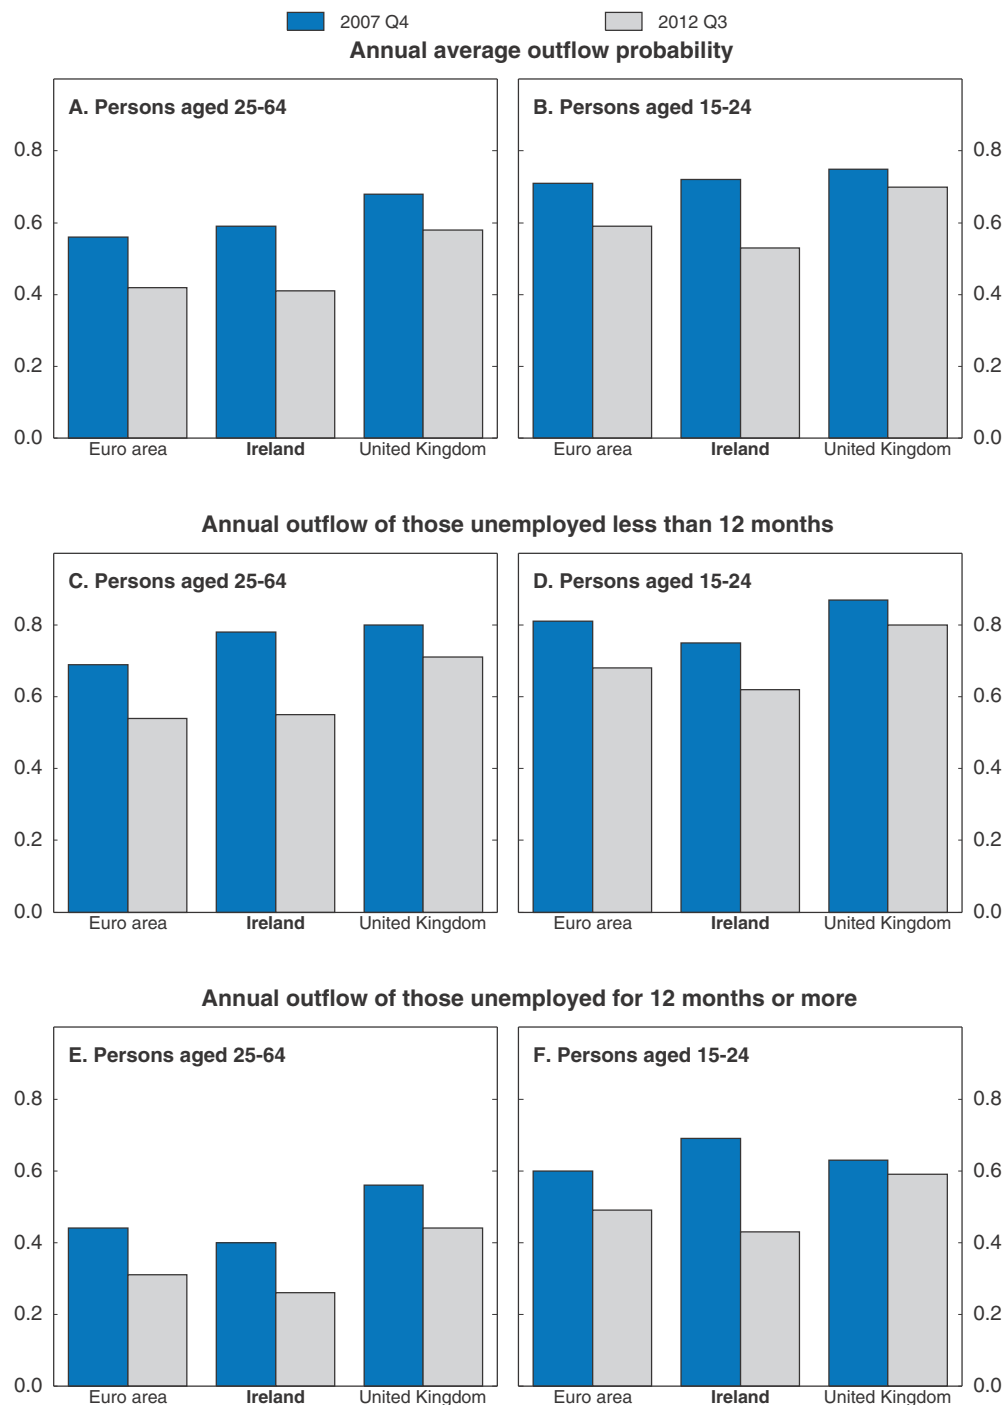 2007 Q4 2012 Q3
Annual average outflow probability
A. Persons aged 25-64 B. Persons aged 15-24
0.8 0.8
0.6 0.6
0.4 0.4
0.2 0.2
0.0 0.0
Euro area Ireland United Kingdom Euro area Ireland United Kingdom
Annual outflow of those unemployed less than 12 months
C. Persons aged 25-64 D. Persons aged 15-24
0.8 0.8
0.6 0.6
0.4 0.4
0.2 0.2
0.0 0.0
Euro area Ireland United Kingdom Euro area Ireland United Kingdom
Annual outflow of those unemployed for 12 months or more
E. Persons aged 25-64 F. Persons aged 15-24
0.8 0.8
0.6 0.6
0.4 0.4
0.2 0.2
0.0 0.0
Euro area Ireland United Kingdom Euro area Ireland United Kingdom